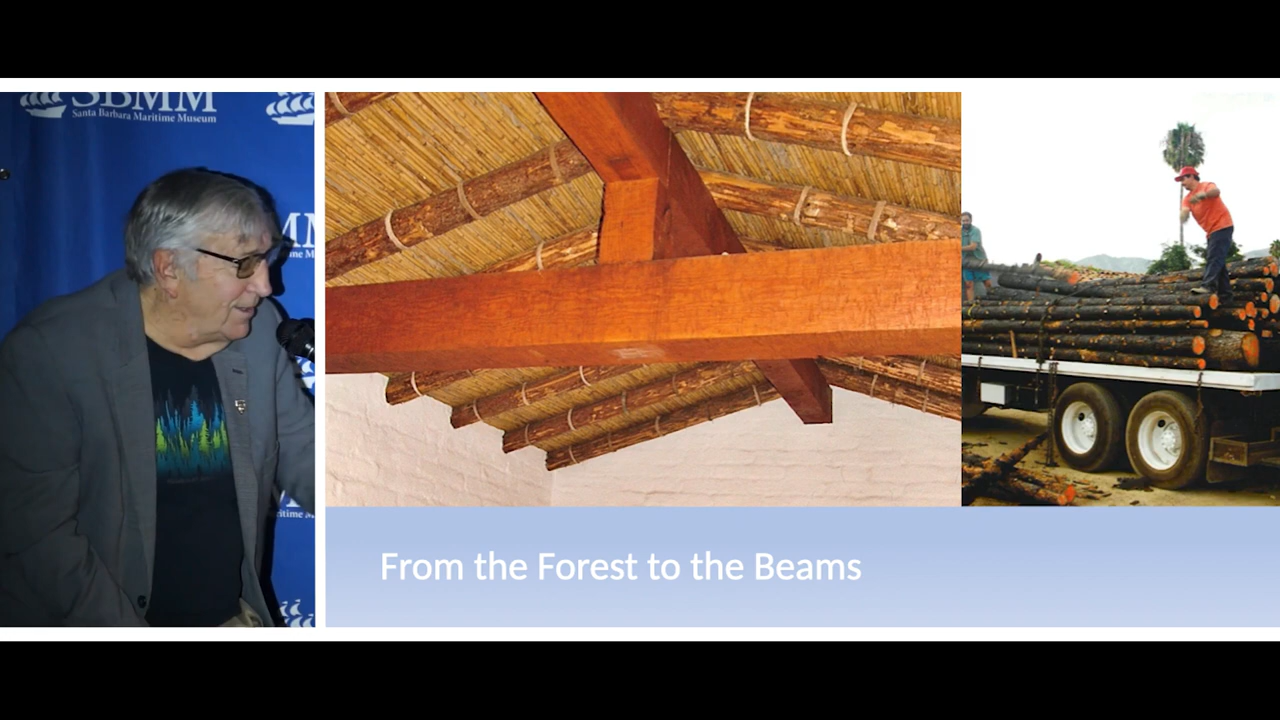 SBMM
Santa Barbara Maritime Museum
From the Forest to the Beams